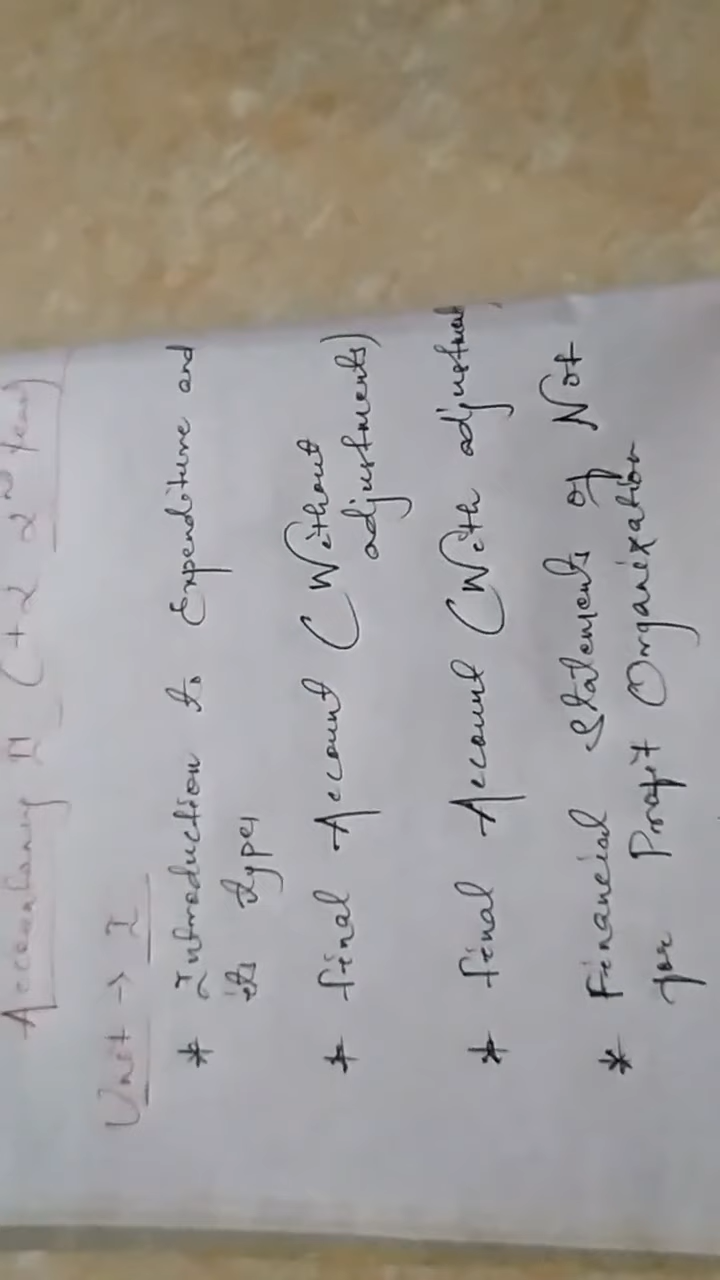 Accountancy II (+2 2nd year)
Unit → I
* Introduction to Expenditure and
its types
* final Account (Without
adjustments)
* final Account (With adjustment
* Financial Statements of Not
for Profit Organization